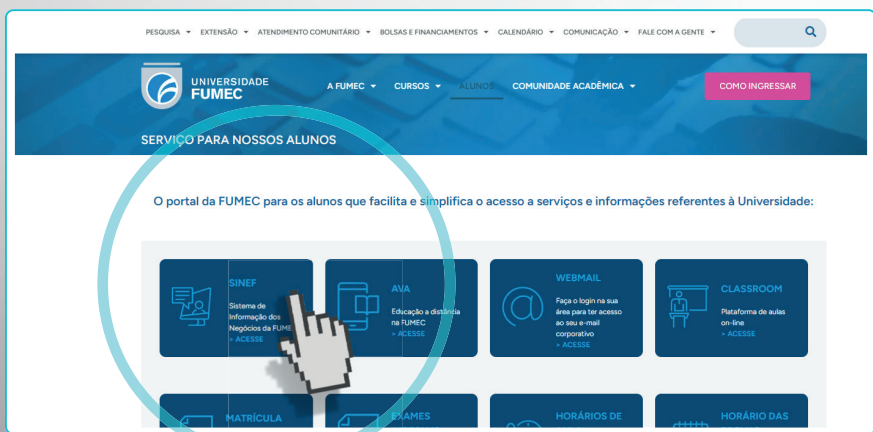 PESQUISA EXTENSÃO ATENDIMENTO COMUNITÁRIO BOLSAS E FINANCIAMENTOS CALENDÁRIO COMUNICAÇÃO FALE COM A GENTE
UNIVERSIDADE
FUMEC
A FUMEC CURSOS ALUNOS COMUNIDADE ACADÊMICA COMO INGRESSAR
SERVIÇO PARA NOSSOS ALUNOS
O portal da FUMEC para os alunos que facilita e simplifica o acesso a serviços e informações referentes à Universidade:
SINEF
Sistema de
Informação dos
Negócios da FUME
> ACESSE
AVA
Educação a distância
na FUMEC
> ACESSE
WEBMAIL
Faça o login na sua
área para ter acesso
ao seu e-mail
corporativo
> ACESSE
CLASSROOM
Plataforma de aulas
on-line
> ACESSE
MATRÍCULA
EXAMES
HORÁRIOS DE
HORÁRIO DAS